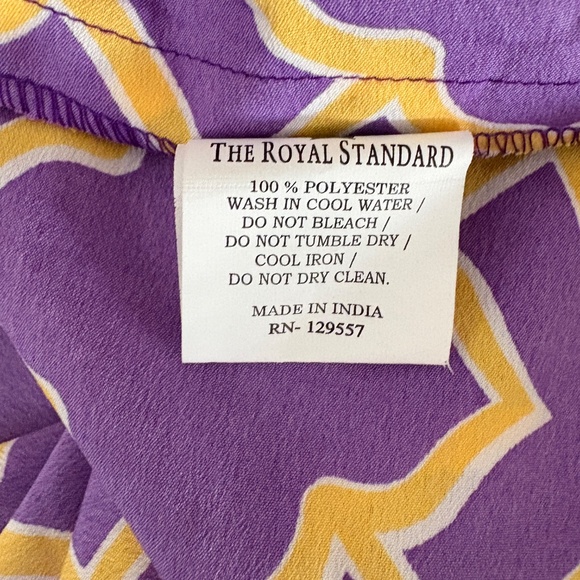 THE ROYAL STANDARD
100 % POLYESTER
WASH IN COOL WATER /
DO NOT BLEACH /
DO NOT TUMBLE DRY /
COOL IRON /
DO NOT DRY CLEAN.
MADE IN INDIA
RN- 129557